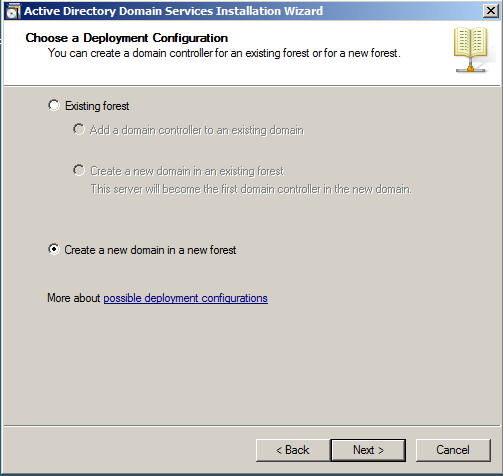 Active Directory Domain Services Installation Wizard
Choose a Deployment Configuration
You can create a domain controller for an existing forest or for a new forest.
Existing forest
Add a domain controller to an existing domain
Create a new domain in an existing forest
This server will become the first domain controller in the new domain.
Create a new domain in a new forest
More about possible deployment configurations
< Back Next > Cancel